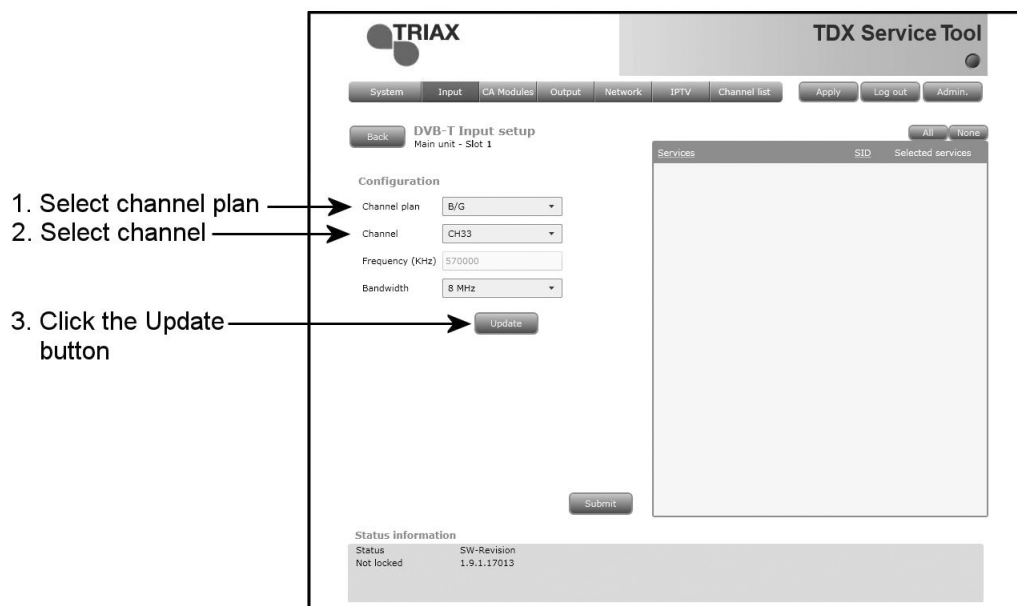 TRIAX
TDX Service Tool
System Input CA Modules Output Network IPTV Channel list Apply Log out Admin.
Back DVB-T Input setup
Main unit - Slot 1
All None
Services SID Selected services
Configuration
1. Select channel plan
Channel plan B/G
2. Select channel
Channel CH33
Frequency (KHz) 570000
Bandwidth 8 MHz
3. Click the Update
button
Update
Submit
Status information
Status SW-Revision
Not locked 1.9.1.17013